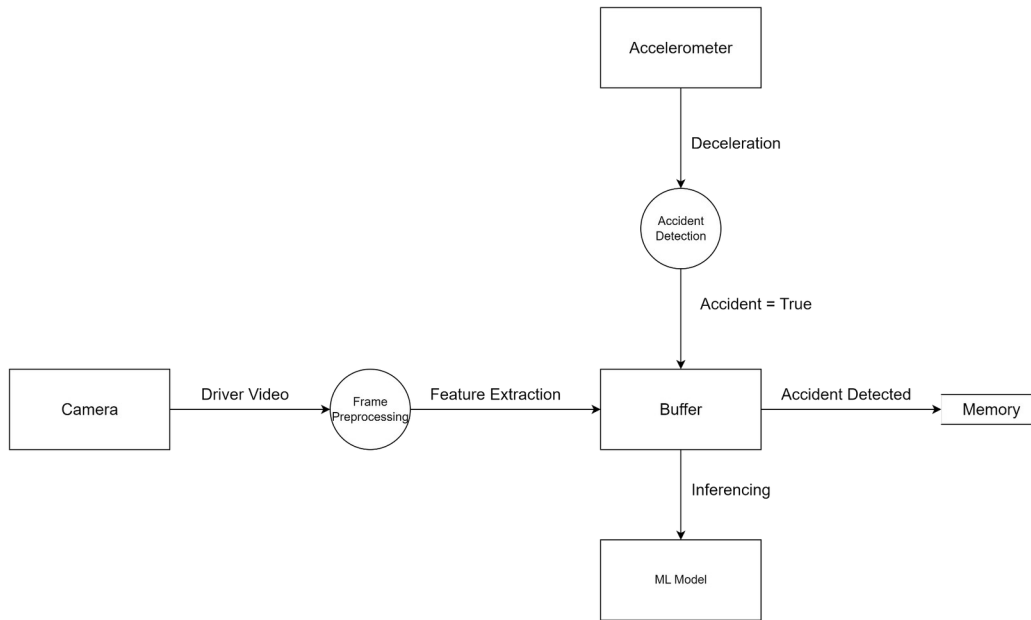 Accelerometer
Deceleration
Accident
Detection
Accident = True
Camera
Driver Video
Frame
Preprocessing
Feature Extraction
Buffer
Accident Detected
Memory
Inferencing
ML Model